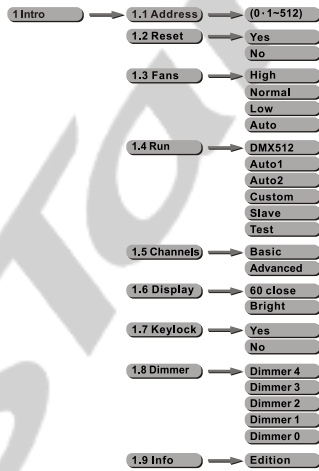 1 Intro 1.1 Address (0·1~512)
1.2 Reset Yes
No
1.3 Fans High
Normal
Low
Auto
1.4 Run DMX512
Auto1
Auto2
Custom
Slave
Test
1.5 Channels Basic
Advanced
1.6 Display 60 close
Bright
1.7 Keylock Yes
No
1.8 Dimmer Dimmer 4
Dimmer 3
Dimmer 2
Dimmer 1
Dimmer 0
1.9 Info Edition